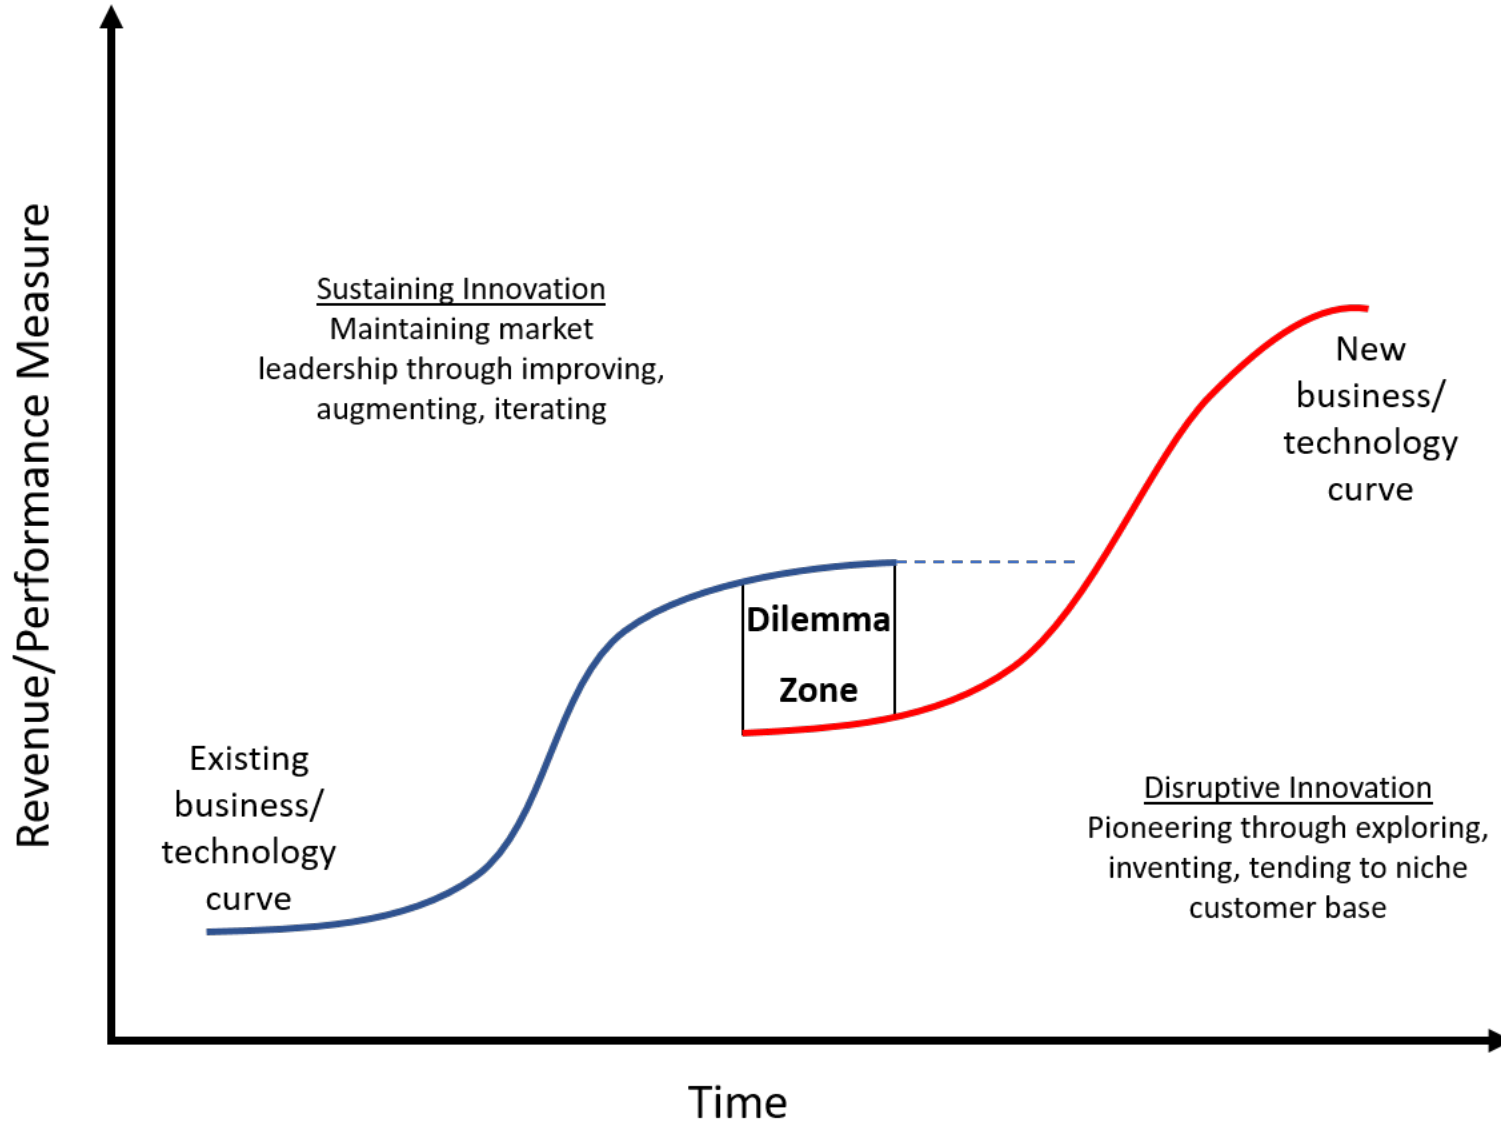 Revenue/Performance Measure
Sustaining Innovation
Maintaining market
leadership through improving,
augmenting, iterating
New
business/
technology
curve
Dilemma
Zone
Existing
business/
technology
curve
Disruptive Innovation
Pioneering through exploring,
inventing, tending to niche
customer base
Time